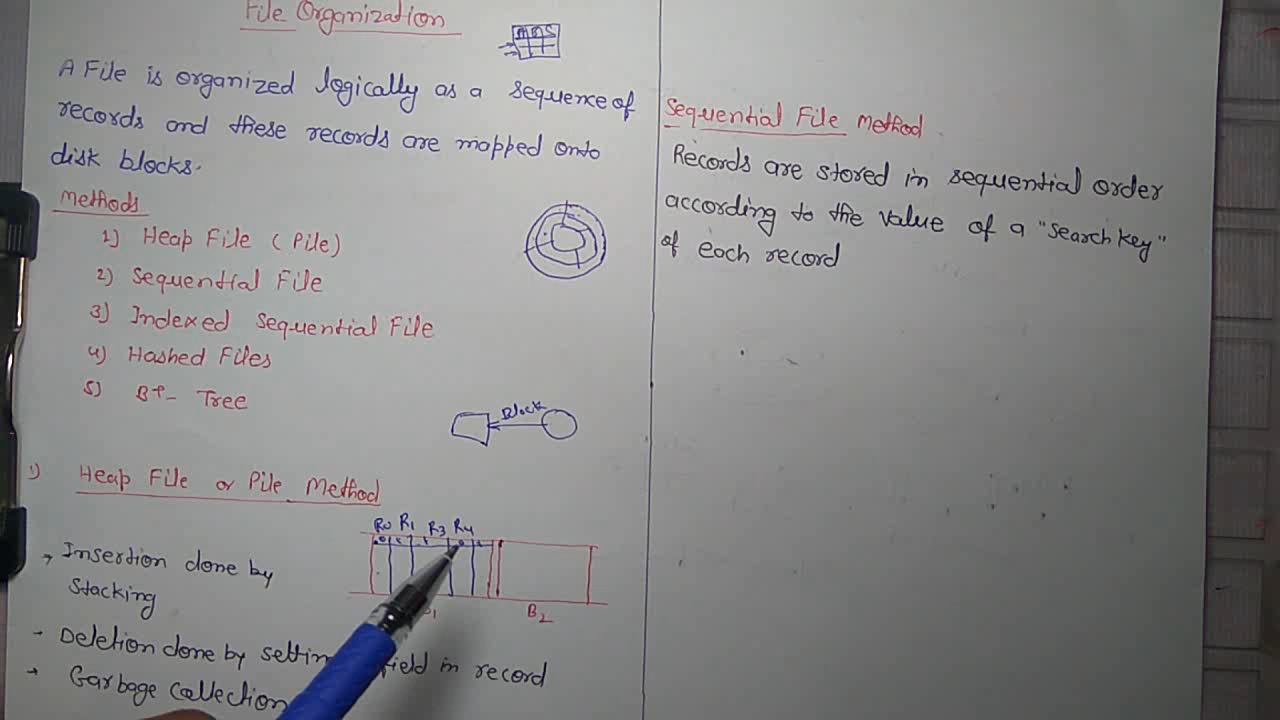 File Organization
A File is organized logically as a sequence of
records and these records are mapped onto
disk blocks.
Methods
1) Heap File (Pile)
2) Sequential File
3) Indexed Sequential File
4) Hashed Files
5) B+- Tree
Block
1) Heap File or Pile Method
R0 R1 R3 R4
B2
→ Insertion done by
stacking
- Deletion done by setting field in record
- Garbage Collection
Sequential File Method
Records are stored in sequential order
according to the value of a "Search key"
of each record